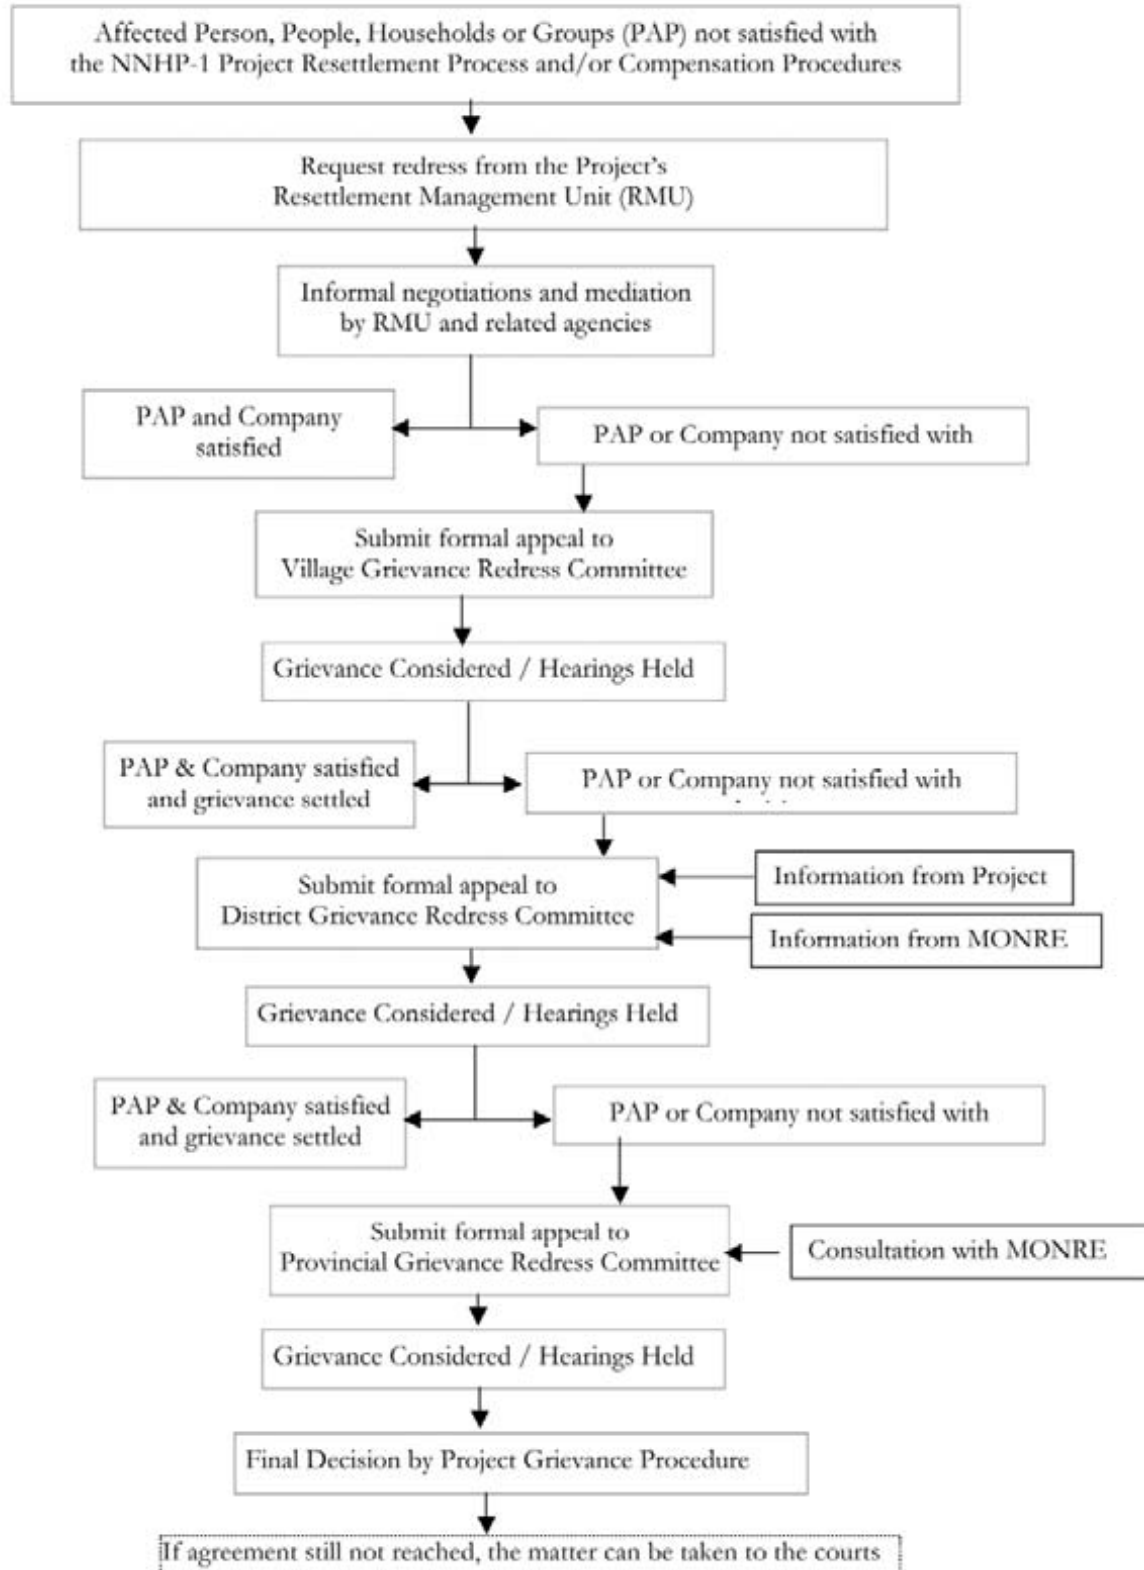 Affected Person, People, Households or Groups (PAP) not satisfied with
the NNHP-1 Project Resettlement Process and/or Compensation Procedures
Request redress from the Project's
Resettlement Management Unit (RMU)
Informal negotiations and mediation
by RMU and related agencies
PAP and Company
satisfied
PAP or Company not satisfied with
Submit formal appeal to
Village Grievance Redress Committee
Grievance Considered / Hearings Held
PAP & Company satisfied
and grievance settled
PAP or Company not satisfied with
Submit formal appeal to
District Grievance Redress Committee
Information from Project
Information from MONRE
Grievance Considered / Hearings Held
PAP & Company satisfied
and grievance settled
PAP or Company not satisfied with
Submit formal appeal to
Provincial Grievance Redress Committee
Consultation with MONRE
Grievance Considered / Hearings Held
Final Decision by Project Grievance Procedure
If agreement still not reached, the matter can be taken to the courts